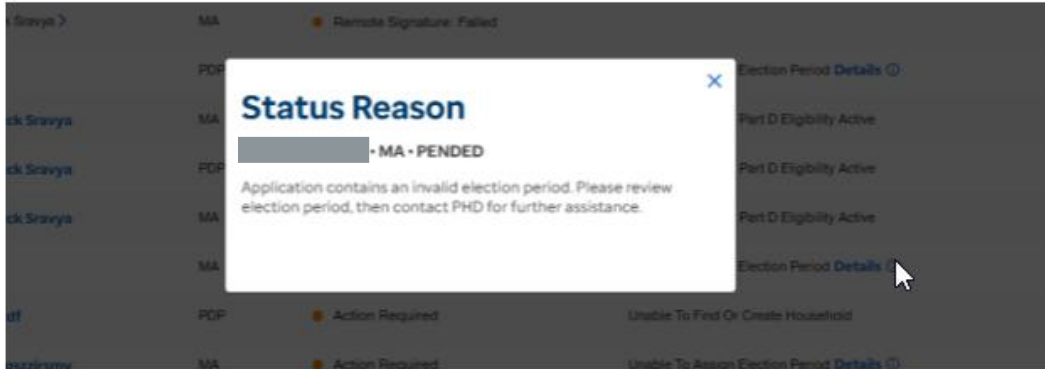 Sravya >
MA
Remote Signature: Failed
PDP
Election Period Details
Status Reason
ck Sravya
MA
Part D Eligibility Active
- MA - PENDED
ck Sravya
PDP
Part D Eligibility Active
Application contains an invalid election period. Please review
election period, then contact PHD for further assistance.
ck Sravya
MA
Part D Eligibility Active
MA
Election Period Details
df
PDP
Action Required
Unable To Find Or Create Household
MA
Action Required
Unable To Assign Election Period Details